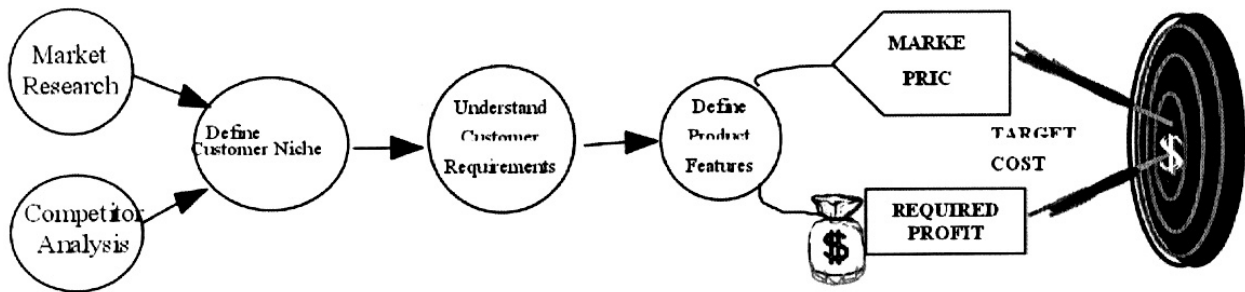 Market
Research
Competitor
Analysis
Define
Customer Niche
Understand
Customer
Requirements
Define
Product
Features
MARKE
PRIC
$
REQUIRED
PROFIT
TARGET
COST
$